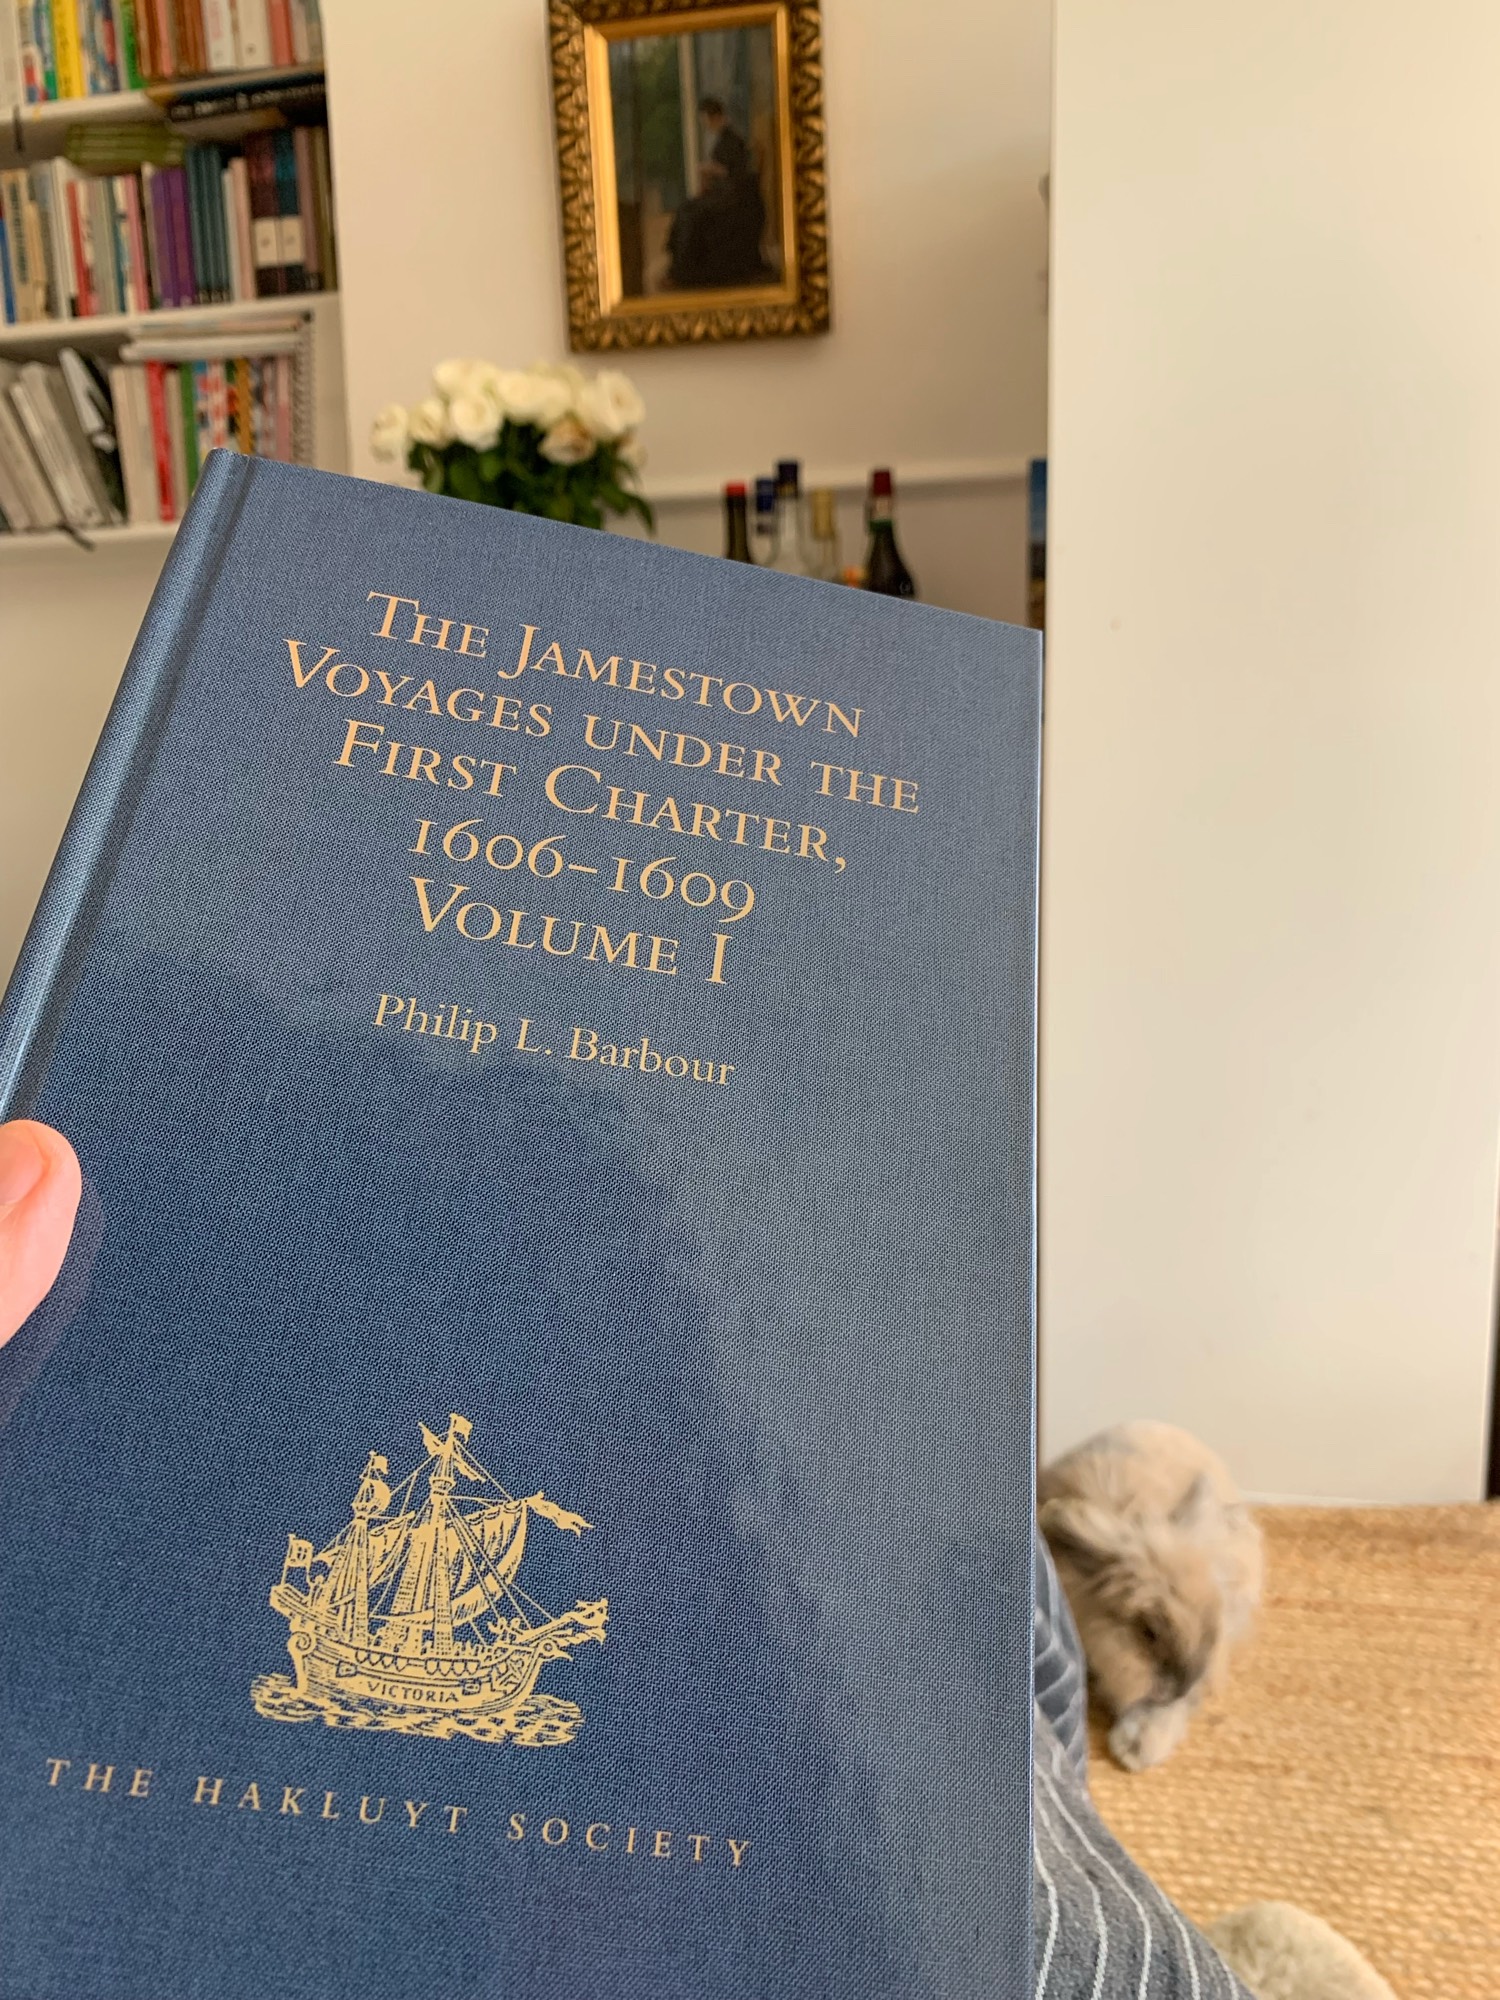 The Jamestown
Voyages under the
First Charter,
1606–1609
Volume I
Philip L. Barbour
VICTORIA
THE HAKLUYT SOCIETY